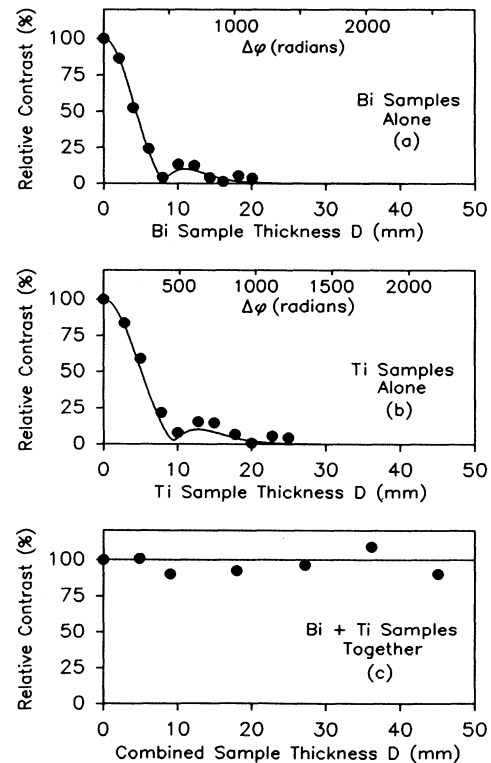 1000 2000
Δφ (radians)
Relative Contrast (%)
100
75
50
25
0
Bi Samples
Alone
(a)
0 10 20 30 40 50
Bi Sample Thickness D (mm)
500 1000 1500 2000
Δφ (radians)
Relative Contrast (%)
100
75
50
25
0
Ti Samples
Alone
(b)
0 10 20 30 40 50
Ti Sample Thickness D (mm)
Relative Contrast (%)
100
75
50
25
0
Bi + Ti Samples
Together
(c)
0 10 20 30 40 50
Combined Sample Thickness D (mm)